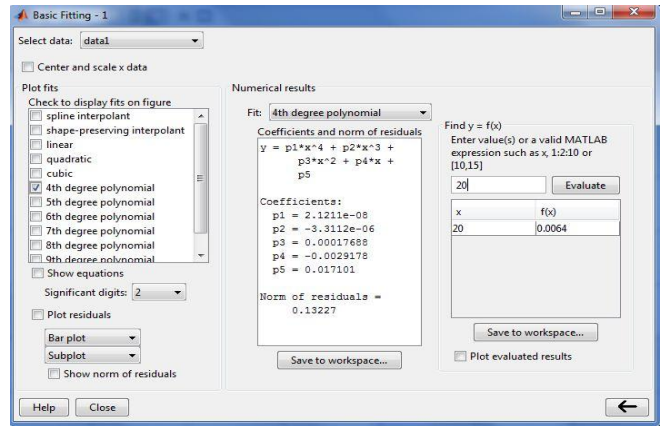 Basic Fitting - 1
Select data: data1
Center and scale x data
Plot fits
Check to display fits on figure
spline interpolant
shape-preserving interpolant
linear
quadratic
cubic
4th degree polynomial
5th degree polynomial
6th degree polynomial
7th degree polynomial
8th degree polynomial
9th degree polynomial
Show equations
Significant digits: 2
Plot residuals
Bar plot
Subplot
Show norm of residuals
Numerical results
Fit: 4th degree polynomial
Coefficients and norm of residuals
y = p1*x^4 + p2*x^3 +
p3*x^2 + p4*x +
p5
Coefficients:
p1 = 2.1211e-08
p2 = -3.3112e-06
p3 = 0.00017688
p4 = -0.0029178
p5 = 0.017101
Norm of residuals =
0.13227
Save to workspace...
Find y = f(x)
Enter value(s) or a valid MATLAB
expression such as x, 1:2:10 or
[10,15]
20 Evaluate
x f(x)
20 0.0064
Save to workspace...
Plot evaluated results
Help Close